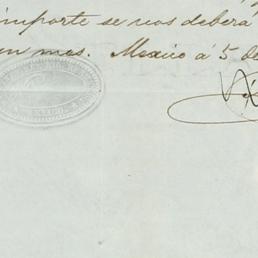 importe se nos deberá
un mes. Mexico á 5 de